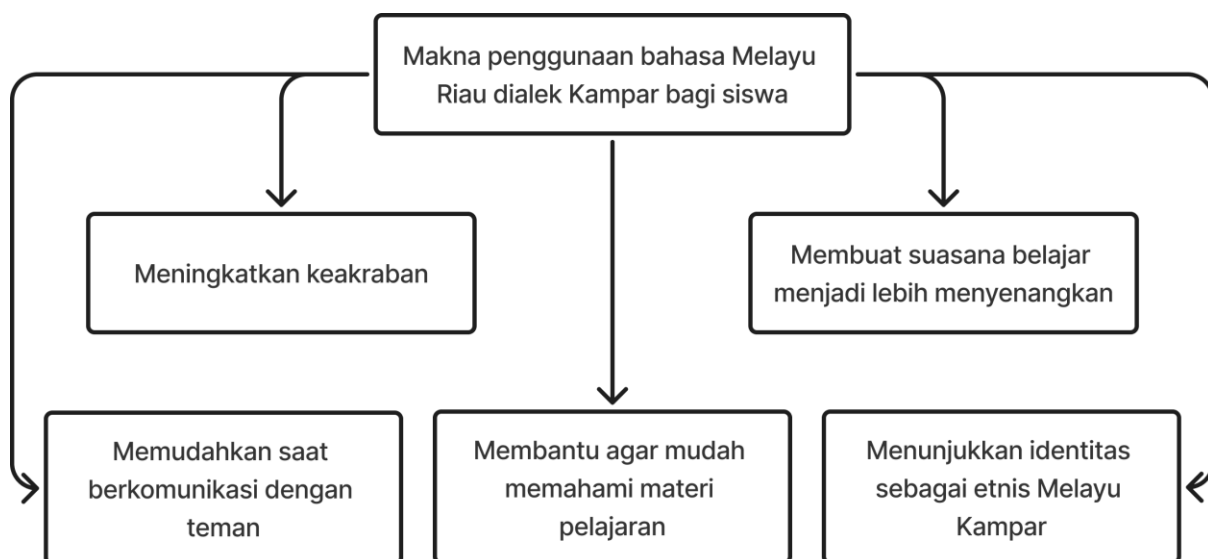 Makna penggunaan bahasa Melayu
Riau dialek Kampar bagi siswa
Meningkatkan keakraban
Membuat suasana belajar
menjadi lebih menyenangkan
Memudahkan saat
berkomunikasi dengan
teman
Membantu agar mudah
memahami materi
pelajaran
Menunjukkan identitas
sebagai etnis Melayu
Kampar